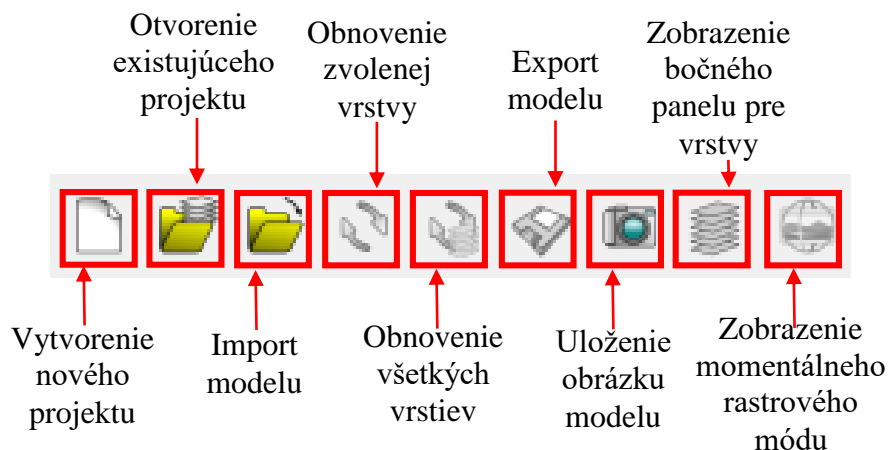 Otvorenie
existujúceho
projektu
Obnovenie
zvolenej
vrstvy
Export
modelu
Zobrazenie
bočného
panelu pre
vrstvy
Vytvorenie
nového
projektu
Import
modelu
Obnovenie
všetkých
vrstiev
Uloženie
obrázku
modelu
Zobrazenie
momentálneho
rastrového
módu